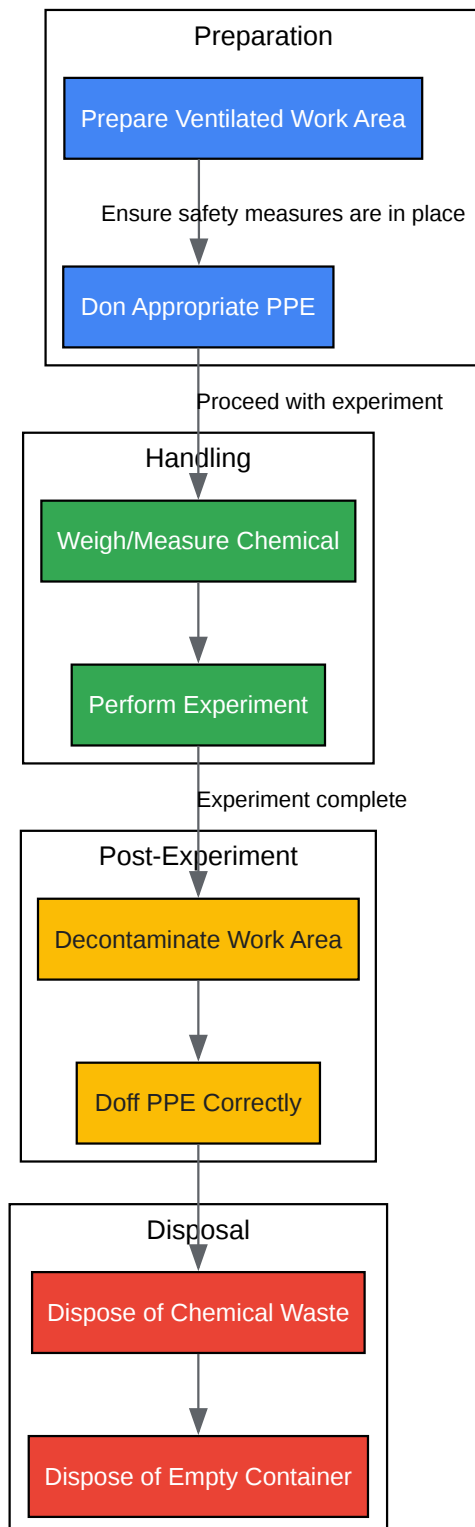 Preparation
Prepare Ventilated Work Area
Ensure safety measures are in place
Don Appropriate PPE
Proceed with experiment
Handling
Weigh/Measure Chemical
Perform Experiment
Experiment complete
Post-Experiment
Decontaminate Work Area
Doff PPE Correctly
Disposal
Dispose of Chemical Waste
Dispose of Empty Container